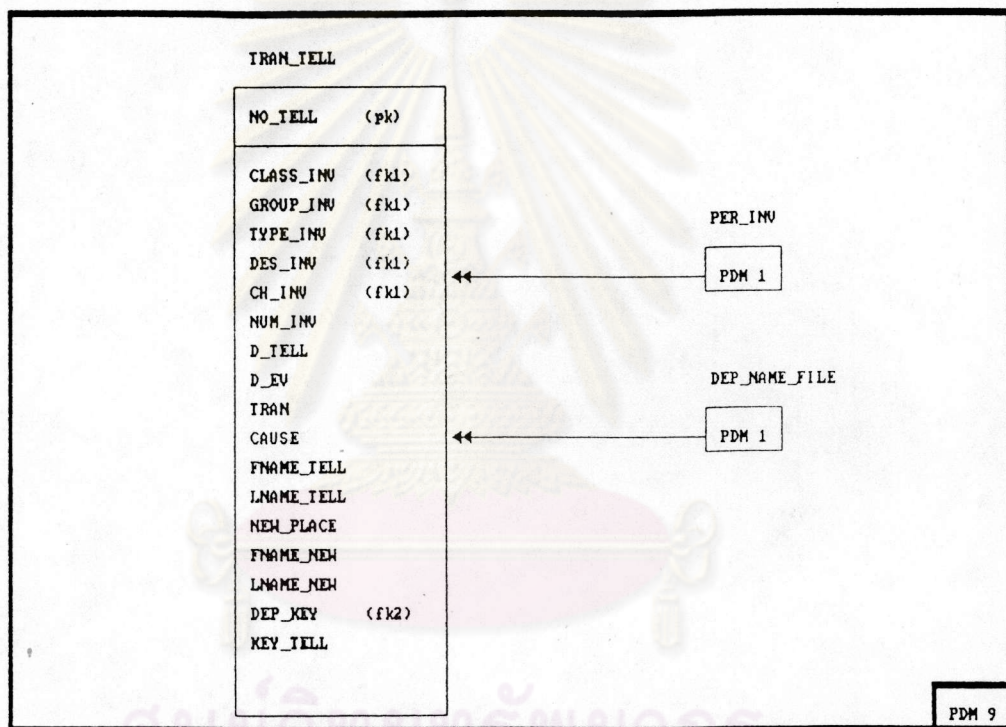 TRAN_TELL
NO_TELL (pk)
CLASS_INV (fk1)
GROUP_INV (fk1)
TYPE_INV (fk1)
DES_INV (fk1)
CH_INV (fk1)
NUM_INV
D_TELL
D_EV
TRAN
CAUSE
FNAME_TELL
LNAME_TELL
NEW_PLACE
FNAME_NEW
LNAME_NEW
DEP_KEY (fk2)
KEY_TELL
PER_INV
PDM 1
DEP_NAME_FILE
PDM 1
PDM 9